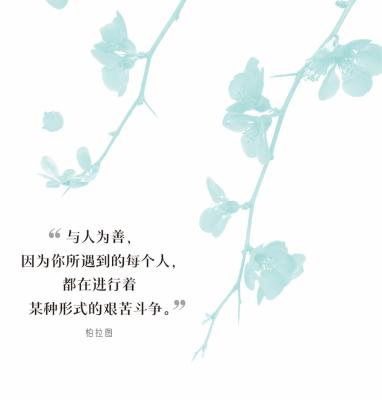 “与人为善，
因为你所遇到的每个人，
都在进行着
某种形式的艰苦斗争。”
柏拉图